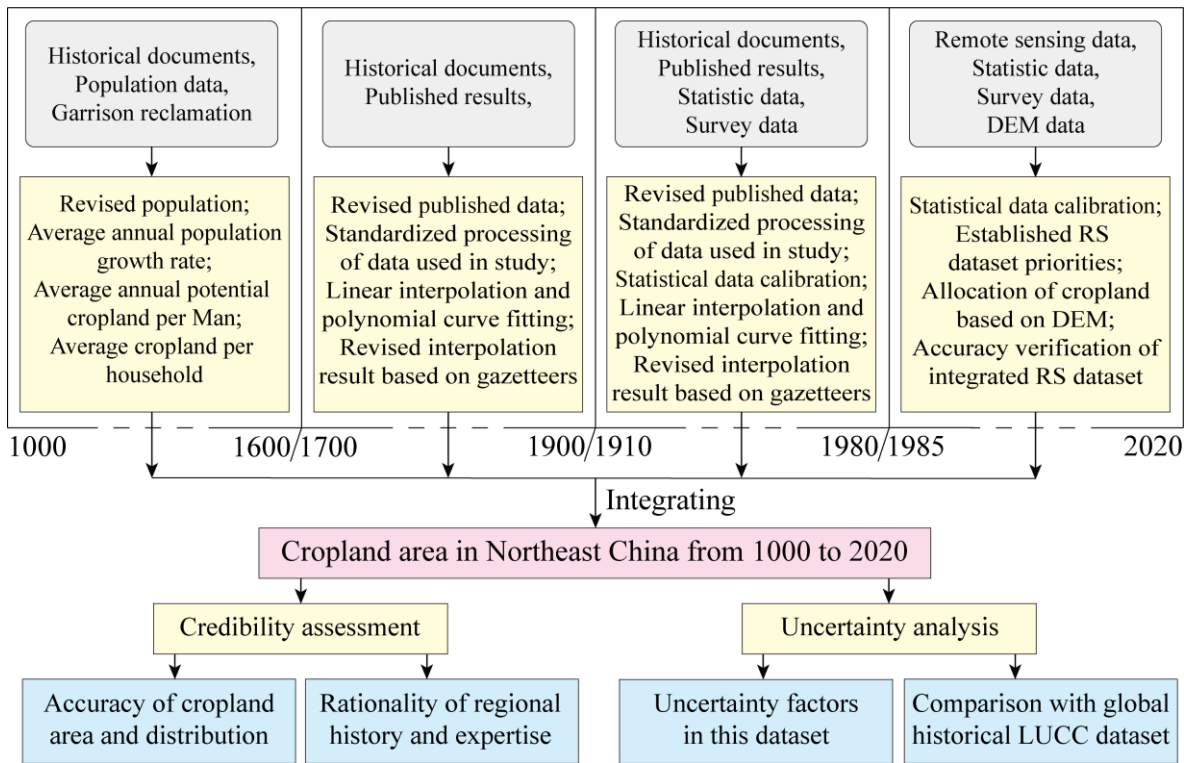 Historical documents,
Population data,
Garrison reclamation
Historical documents,
Published results,
Historical documents,
Published results,
Statistic data,
Survey data
Remote sensing data,
Statistic data,
Survey data,
DEM data
Revised population;
Average annual population
growth rate;
Average annual potential
cropland per Man;
Average cropland per
household
Revised published data;
Standardized processing
of data used in study;
Linear interpolation and
polynomial curve fitting;
Revised interpolation
result based on gazetteers
Revised published data;
Standardized processing
of data used in study;
Statistical data calibration;
Linear interpolation and
polynomial curve fitting;
Revised interpolation
result based on gazetteers
Statistical data calibration;
Established RS
dataset priorities;
Allocation of cropland
based on DEM;
Accuracy verification of
integrated RS dataset
1000 1600/1700 1900/1910 1980/1985 2020
Integrating
Cropland area in Northeast China from 1000 to 2020
Credibility assessment
Uncertainty analysis
Accuracy of cropland
area and distribution
Rationality of regional
history and expertise
Uncertainty factors
in this dataset
Comparison with global
historical LUCC dataset